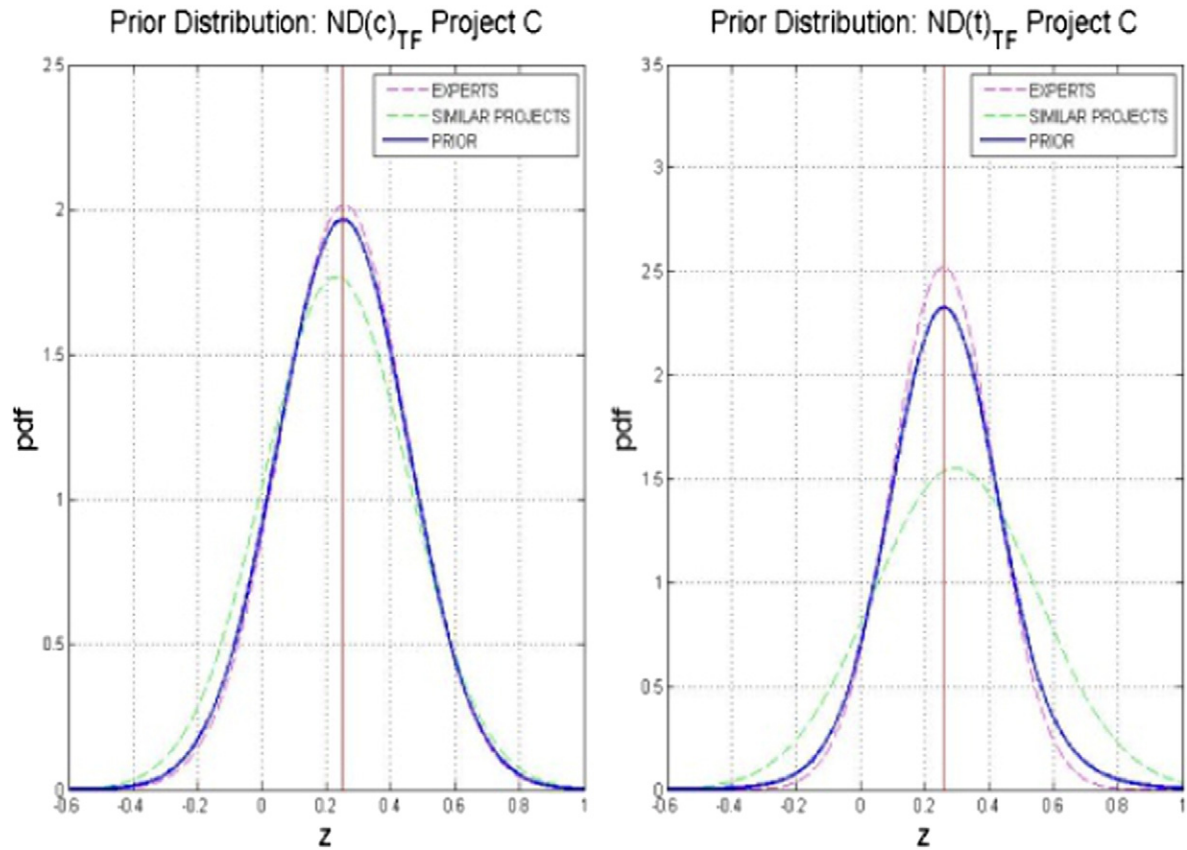 Prior Distribution: ND(c)TF Project C
2.5
2
1.5
1
0.5
0
-0.6 -0.4 -0.2 0 0.2 0.4 0.6 0.8 1
pdf
z
EXPERTS
SIMILAR PROJECTS
PRIOR
Prior Distribution: ND(t)TF Project C
3.5
3
2.5
2
1.5
1
0.5
0
-0.6 -0.4 -0.2 0 0.2 0.4 0.6 0.8 1
pdf
z
EXPERTS
SIMILAR PROJECTS
PRIOR